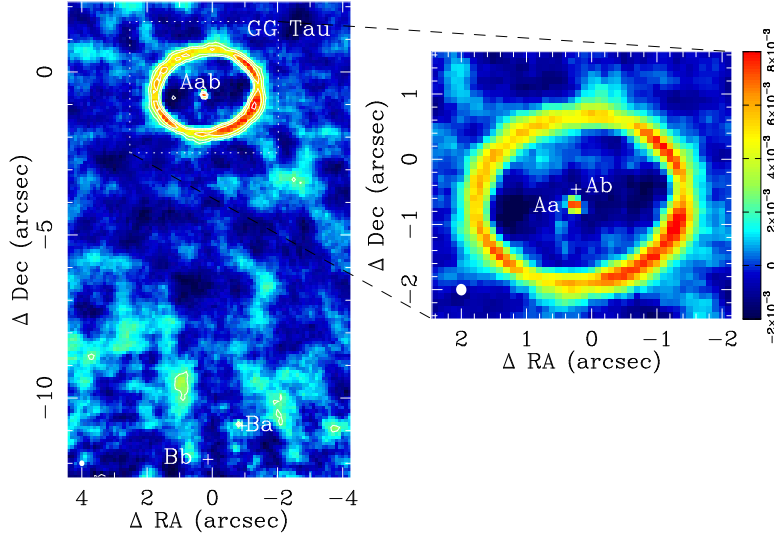 GG Tau
Aab
0
−5
−10
Δ Dec (arcsec)
Ba
Bb
4 2 0 −2 −4
Δ RA (arcsec)
1
0
−1
−2
Δ Dec (arcsec)
Ab
Aa
2 1 0 −1 −2
Δ RA (arcsec)
−2×10⁻³ 0 2×10⁻³ 4×10⁻³ 6×10⁻³ 8×10⁻³